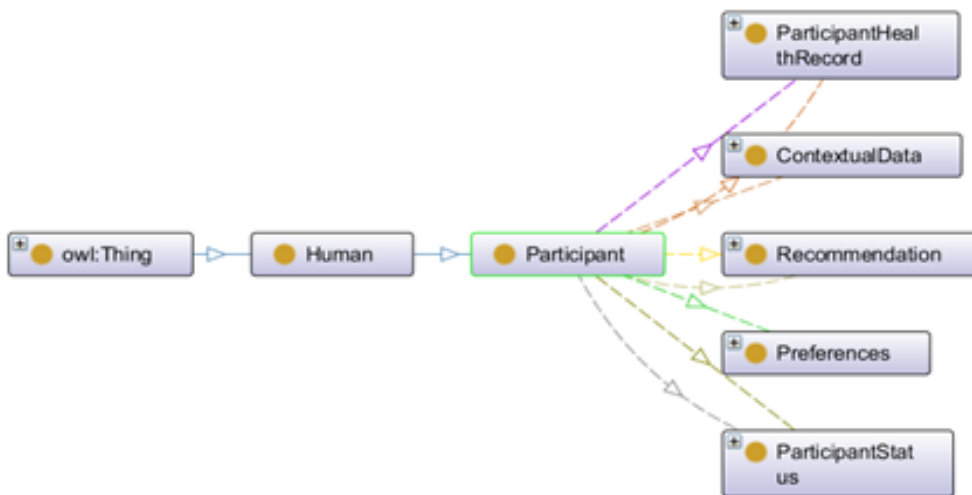 ParticipantHeal
thRecord
ContextualData
owl:Thing
Human
Participant
Recommendation
Preferences
ParticipantStat
us